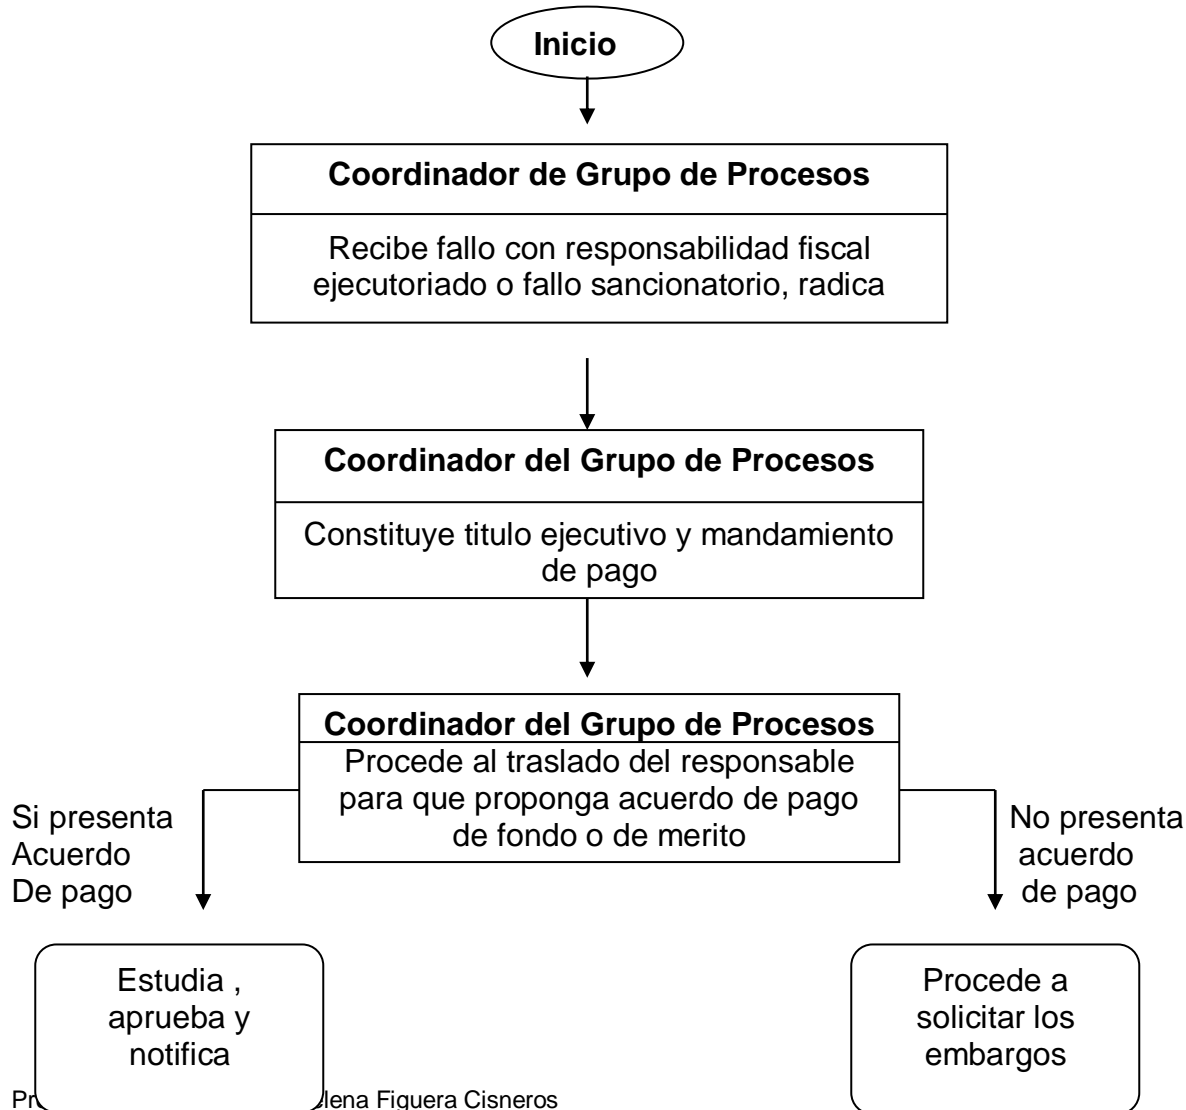 Inicio
Coordinador de Grupo de Procesos
Recibe fallo con responsabilidad fiscal
ejecutoriado o fallo sancionatorio, radica
Coordinador del Grupo de Procesos
Constituye titulo ejecutivo y mandamiento
de pago
Coordinador del Grupo de Procesos
Procede al traslado del responsable
para que proponga acuerdo de pago
de fondo o de merito
Si presenta
Acuerdo
De pago
No presenta
acuerdo
de pago
Estudia ,
aprueba y
notifica
Procede a
solicitar los
embargos
Figuera Cisneros